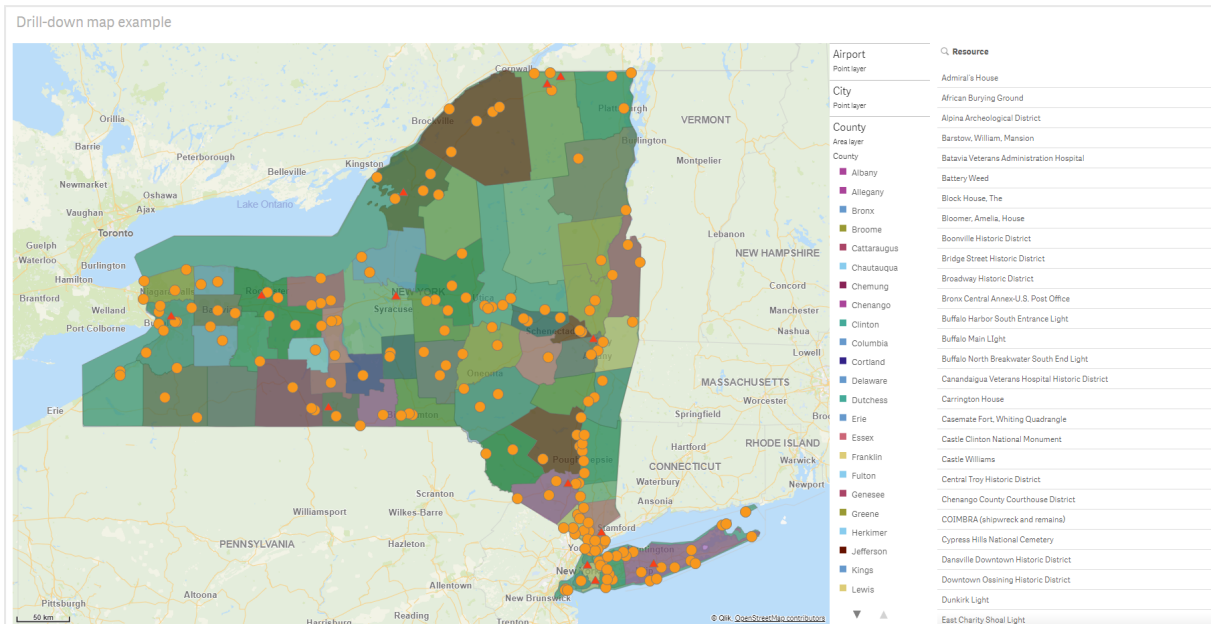 Drill-down map example
Cornwall
Orillia
Barrie
Peterborough
Belleville
Kingston
Brockville
Burlington
VERMONT
Montpelier
Newmarket
Oshawa
Ajax
Vaughan
Toronto
Lake Ontario
Lebanon
NEW HAMPSHIRE
Guelph
Waterloo
Burlington
Hamilton
Brantford
Welland
Port Colborne
NEW YORK
Syracuse
Concord
Manchester
Nashua
Lowell
Erie
MASSACHUSETTS
Worcester
Springfield
Hartford
RHODE ISLAND
CONNECTICUT
Warwick
Waterbury
Newport
Ansonia
Scranton
Williamsport
Wilkes-Barre
Stamford
PENNSYLVANIA
Hazleton
Allentown
New Brunswick
Altoona
Pittsburgh
Reading
Harrisburg
Trenton
50 km
© Qlik, OpenStreetMap contributors
Airport
Point layer
City
Point layer
County
Area layer
County
Albany
Allegany
Bronx
Broome
Cattaraugus
Chautauqua
Chemung
Chenango
Clinton
Columbia
Cortland
Delaware
Dutchess
Erie
Essex
Franklin
Fulton
Genesee
Greene
Herkimer
Jefferson
Kings
Lewis
Resource
Admiral's House
African Burying Ground
Alpina Archeological District
Barstow, William, Mansion
Batavia Veterans Administration Hospital
Battery Weed
Block House, The
Bloomer, Amelia, House
Boonville Historic District
Bridge Street Historic District
Broadway Historic District
Bronx Central Annex-U.S. Post Office
Buffalo Harbor South Entrance Light
Buffalo Main LIght
Buffalo North Breakwater South End Light
Canandaigua Veterans Hospital Historic District
Carrington House
Casemate Fort, Whiting Quadrangle
Castle Clinton National Monument
Castle Williams
Central Troy Historic District
Chenango County Courthouse District
COIMBRA (shipwreck and remains)
Cypress Hills National Cemetery
Dansville Downtown Historic District
Downtown Ossining Historic District
Dunkirk Light
East Charity Shoal Light